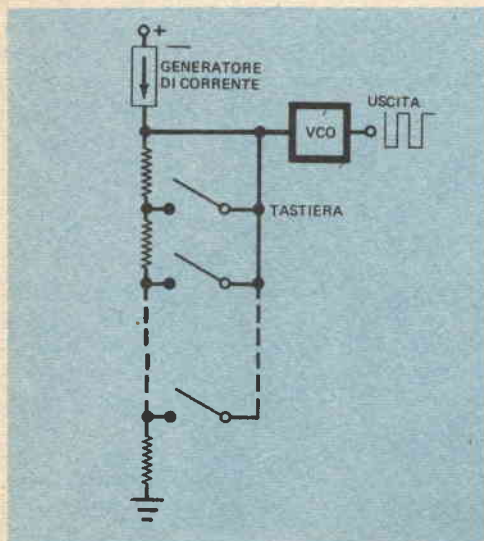 +
GENERATORE
DI CORRENTE
USCITA
VCO
TASTIERA